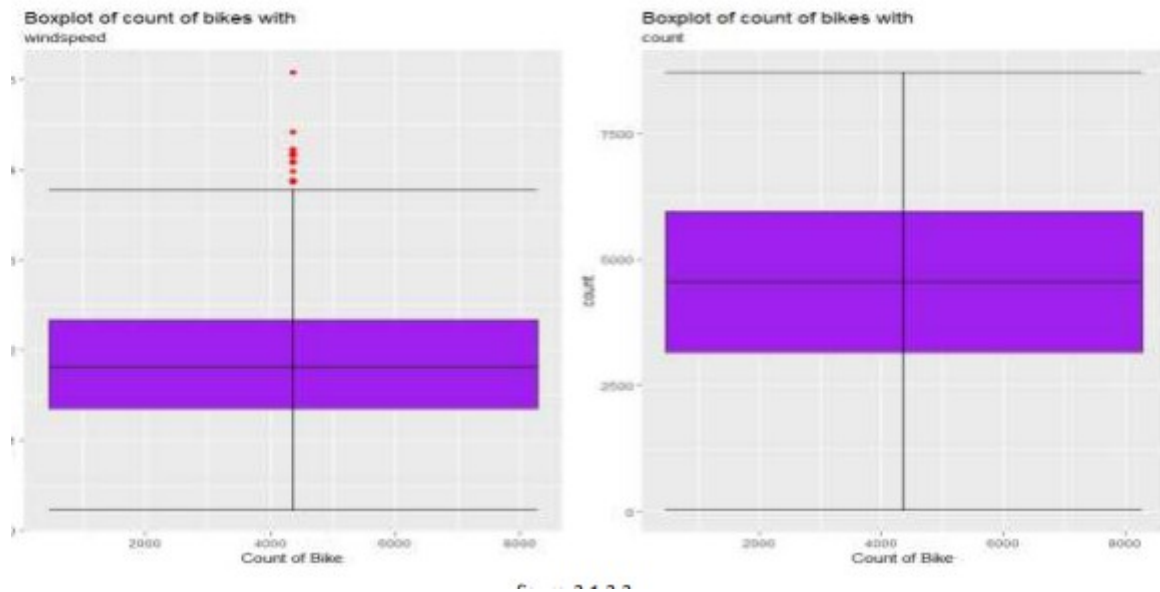 Boxplot of count of bikes with
windspeed
2000 4000 6000 8000
Count of Bike
Boxplot of count of bikes with
count
7500
5000
2500
0
count
2000 4000 6000 8000
Count of Bike